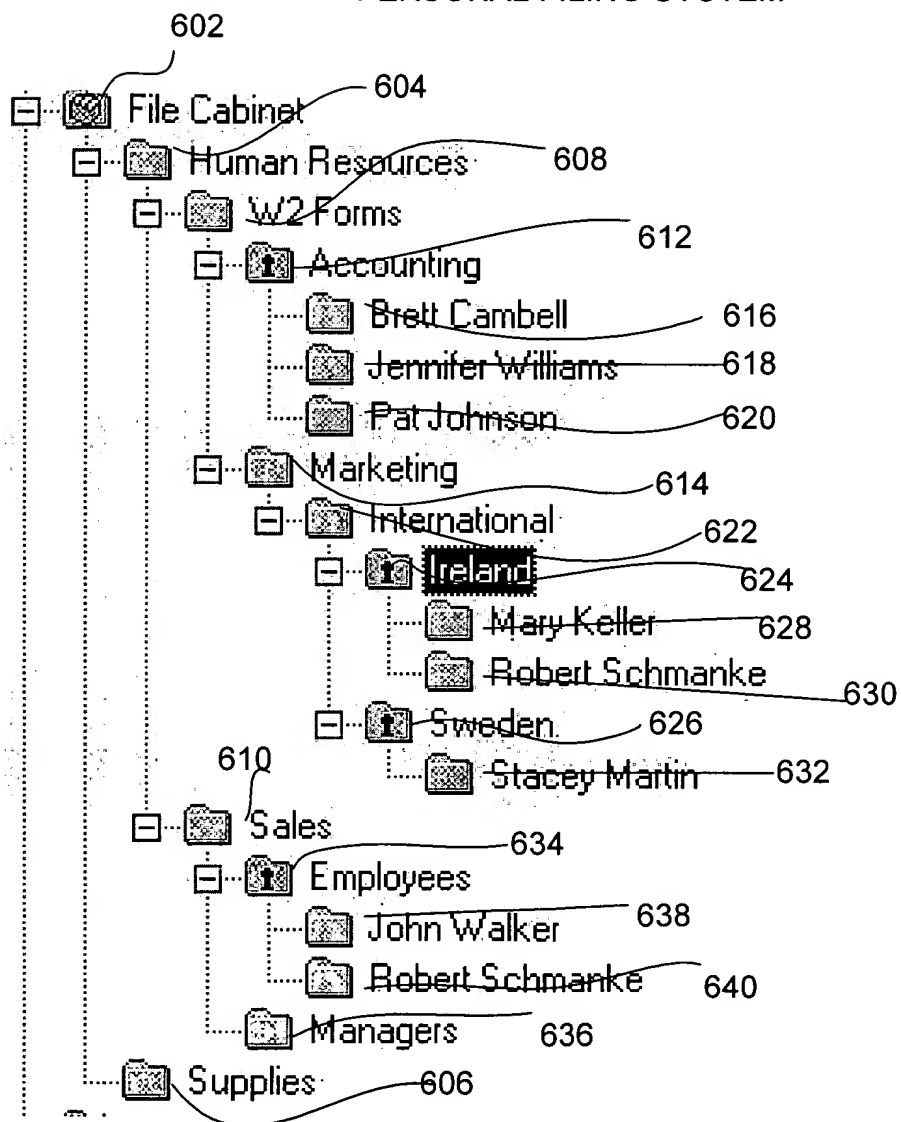 602
File Cabinet
604
Human Resources
608
W2 Forms
612
Accounting
Brett Cambell 616
Jennifer Williams 618
Pat Johnson 620
Marketing
614
International
622
Ireland
624
Mary Keller 628
Robert Schmanke
630
Sweden. 626
Stacey Martin 632
610
Sales
634
Employees
John Walker 638
Robert Schmanke 640
Managers 636
Supplies 606